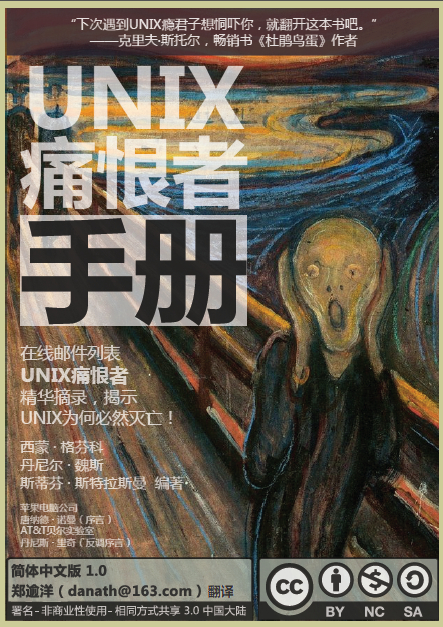 “下次遇到UNIX瘾君子想恫吓你，就翻开这本书吧。”
——克里夫·斯托尔，畅销书《杜鹃鸟蛋》作者
UNIX
痛恨者
手册
在线邮件列表
UNIX痛恨者
精华摘录，揭示
UNIX为何必然灭亡！
西蒙·格芬科
丹尼尔·魏斯
斯蒂芬·斯特拉斯曼 编著
苹果电脑公司
唐纳德·诺曼（序言）
AT&T贝尔实验室
丹尼斯·里奇（反调序言）
简体中文版 1.0
郑逾洋（danath@163.com）翻译
署名-非商业性使用-相同方式共享 3.0 中国大陆
cc
BY NC SA